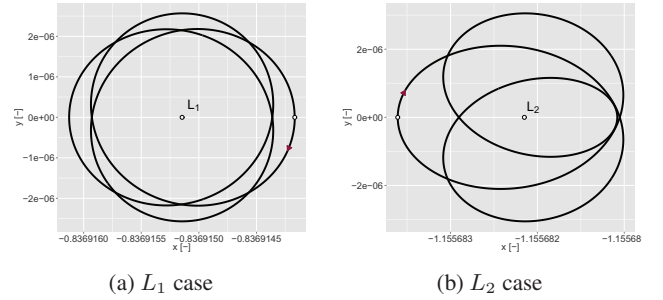 2e−06
1e−06
0e+00
−1e−06
−2e−06
y [−]
L1
−0.8369160
−0.8369155
−0.8369150
−0.8369145
x [−]
(a) L1 case
2e−06
0e+00
−2e−06
y [−]
L2
−1.155683
−1.155682
−1.15568
x [−]
(b) L2 case